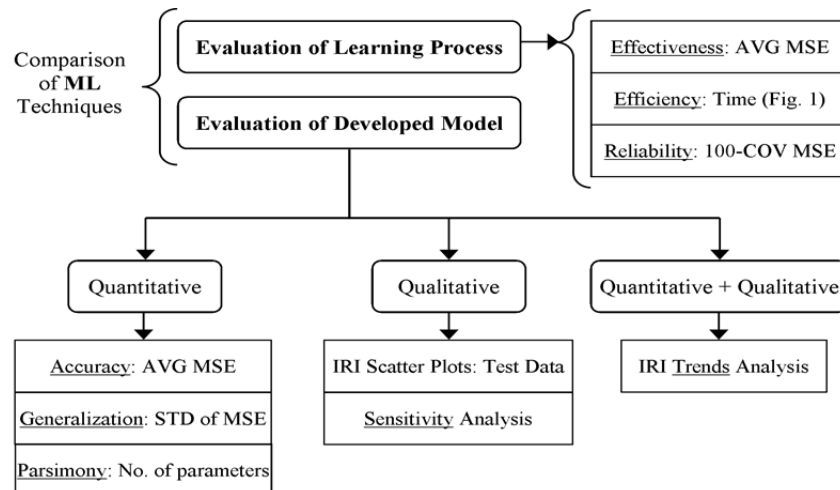 Comparison
of ML
Techniques
Evaluation of Learning Process
Evaluation of Developed Model
Effectiveness: AVG MSE
Efficiency: Time (Fig. 1)
Reliability: 100-COV MSE
Quantitative
Qualitative
Quantitative + Qualitative
Accuracy: AVG MSE
Generalization: STD of MSE
Parsimony: No. of parameters
IRI Scatter Plots: Test Data
Sensitivity Analysis
IRI Trends Analysis